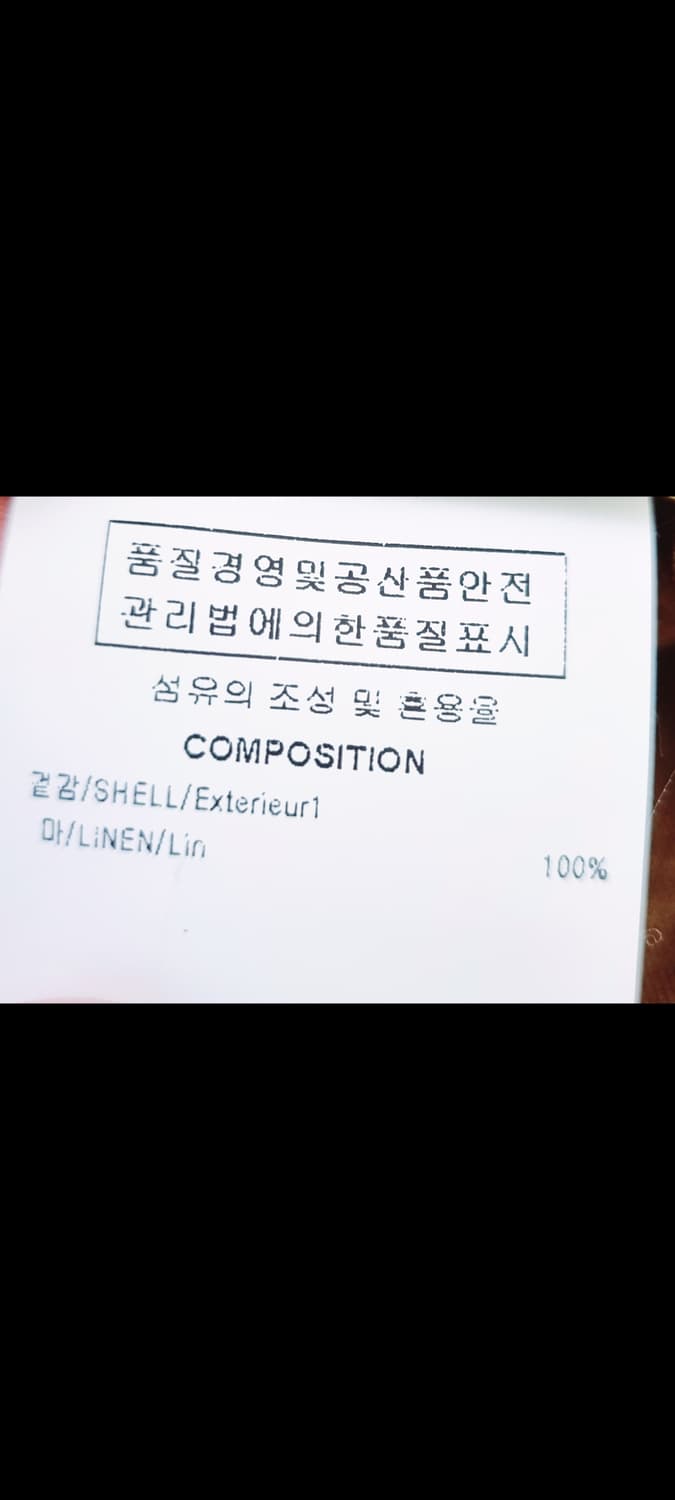 품질경영및공산품안전
관리법에의한품질표시
섬유의 조성 및 혼용율
COMPOSITION
겉감/SHELL/Exterieur1
마/LINEN/Lin 100%